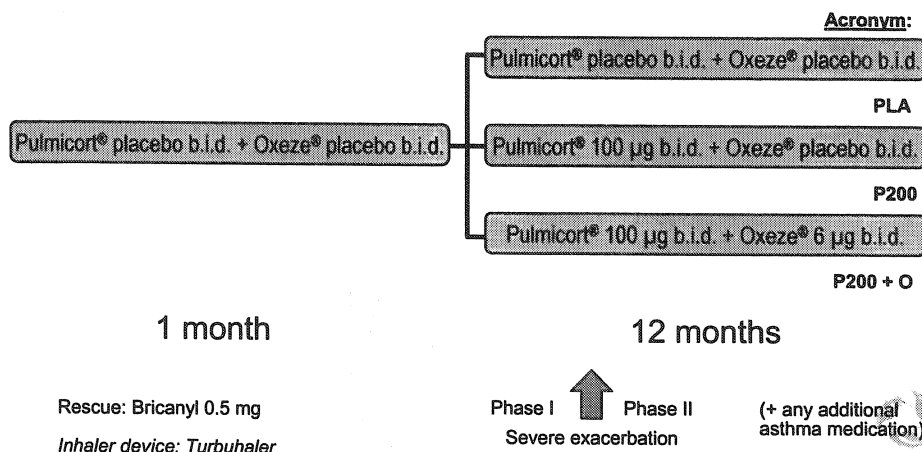 Acronym:
Pulmicort® placebo b.i.d. + Oxeze® placebo b.i.d.
PLA
Pulmicort® placebo b.i.d. + Oxeze® placebo b.i.d.
Pulmicort® 100 µg b.i.d. + Oxeze® placebo b.i.d.
P200
Pulmicort® 100 µg b.i.d. + Oxeze® 6 µg b.i.d.
P200 + O
1 month
12 months
Rescue: Bricanyl 0.5 mg
Inhaler device: Turbuhaler
Phase I
Phase II
Severe exacerbation
(+ any additional
asthma medication)